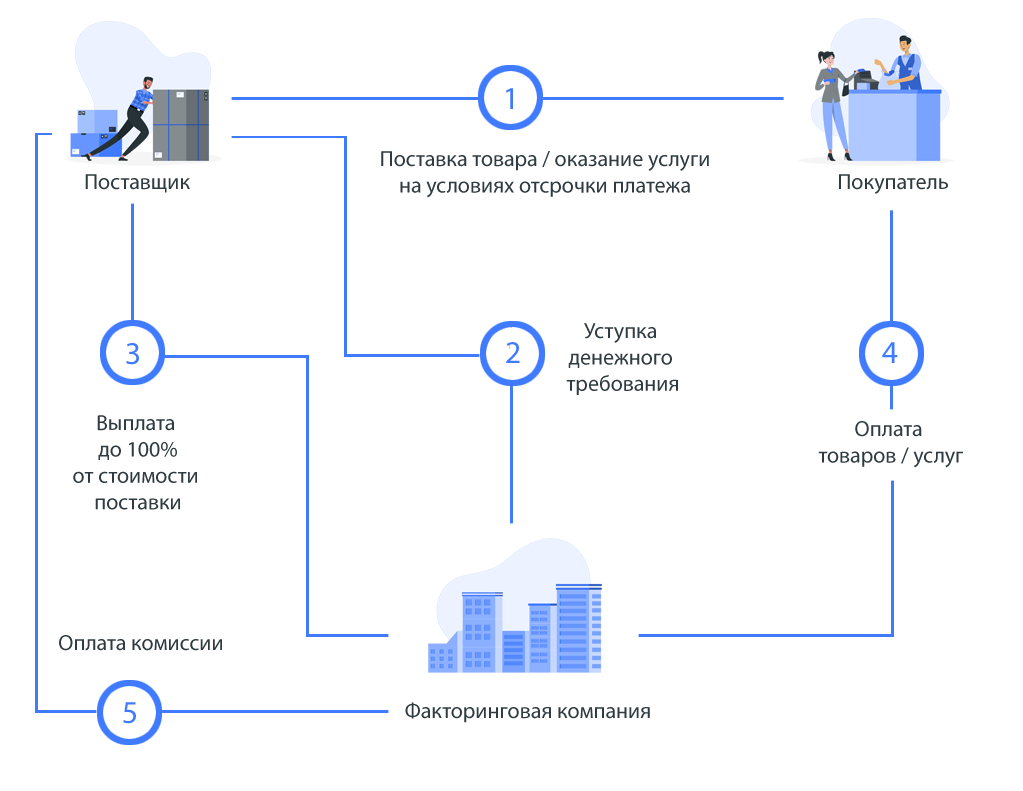 1
Поставка товара / оказание услуги
на условиях отсрочки платежа
Поставщик
Покупатель
3
2
4
Уступка
денежного
требования
Выплата
до 100%
от стоимости
поставки
Оплата
товаров / услуг
Оплата комиссии
5
Факторинговая компания